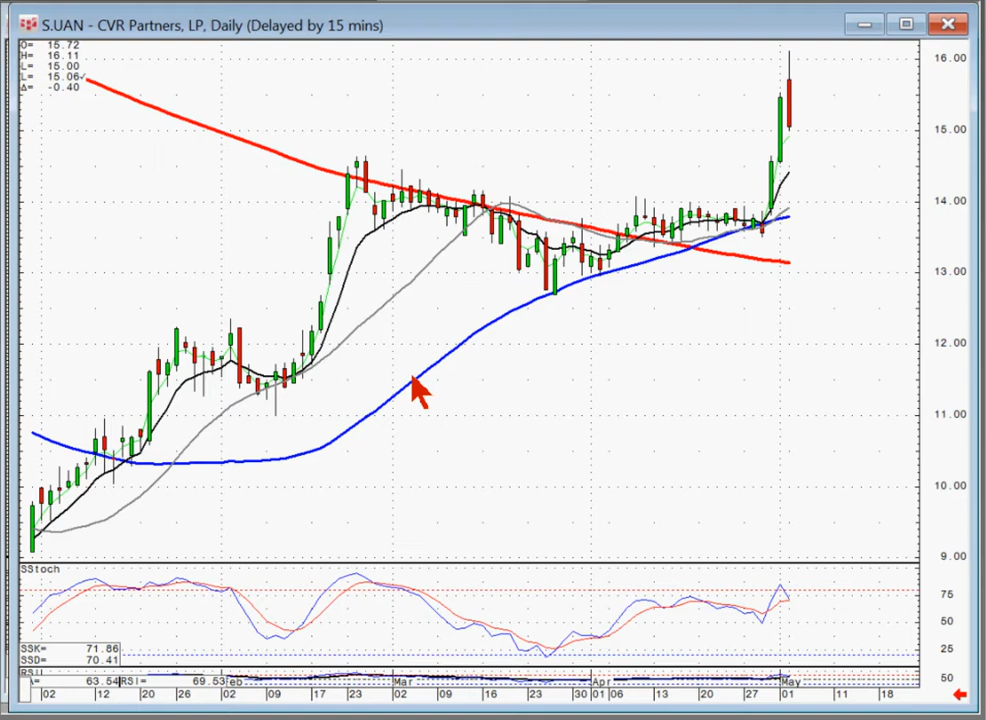 S.UAN - CVR Partners, LP, Daily (Delayed by 15 mins)
O= 15.72
H= 16.11
L= 15.00
L= 15.06
Δ= -0.40
16.00
15.00
14.00
13.00
12.00
11.00
10.00
9.00
SStoch
75
50
25
SSK= 71.86
SSD= 70.41
RSI
A= 63.54 RSI= 69.53 Feb Mar Apr May
50
02 12 20 26 02 09 17 23 02 09 16 23 30 01 06 13 20 27 01 11 18